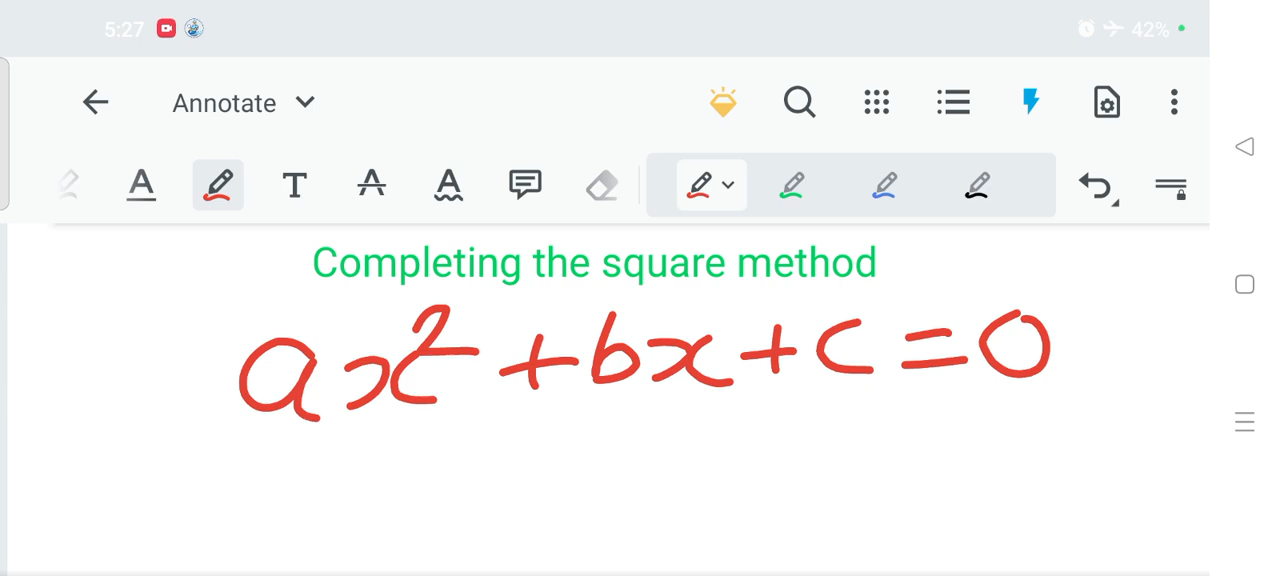 5:27 42%
Annotate
A T A A
Completing the square method
ax²+bx+c=0